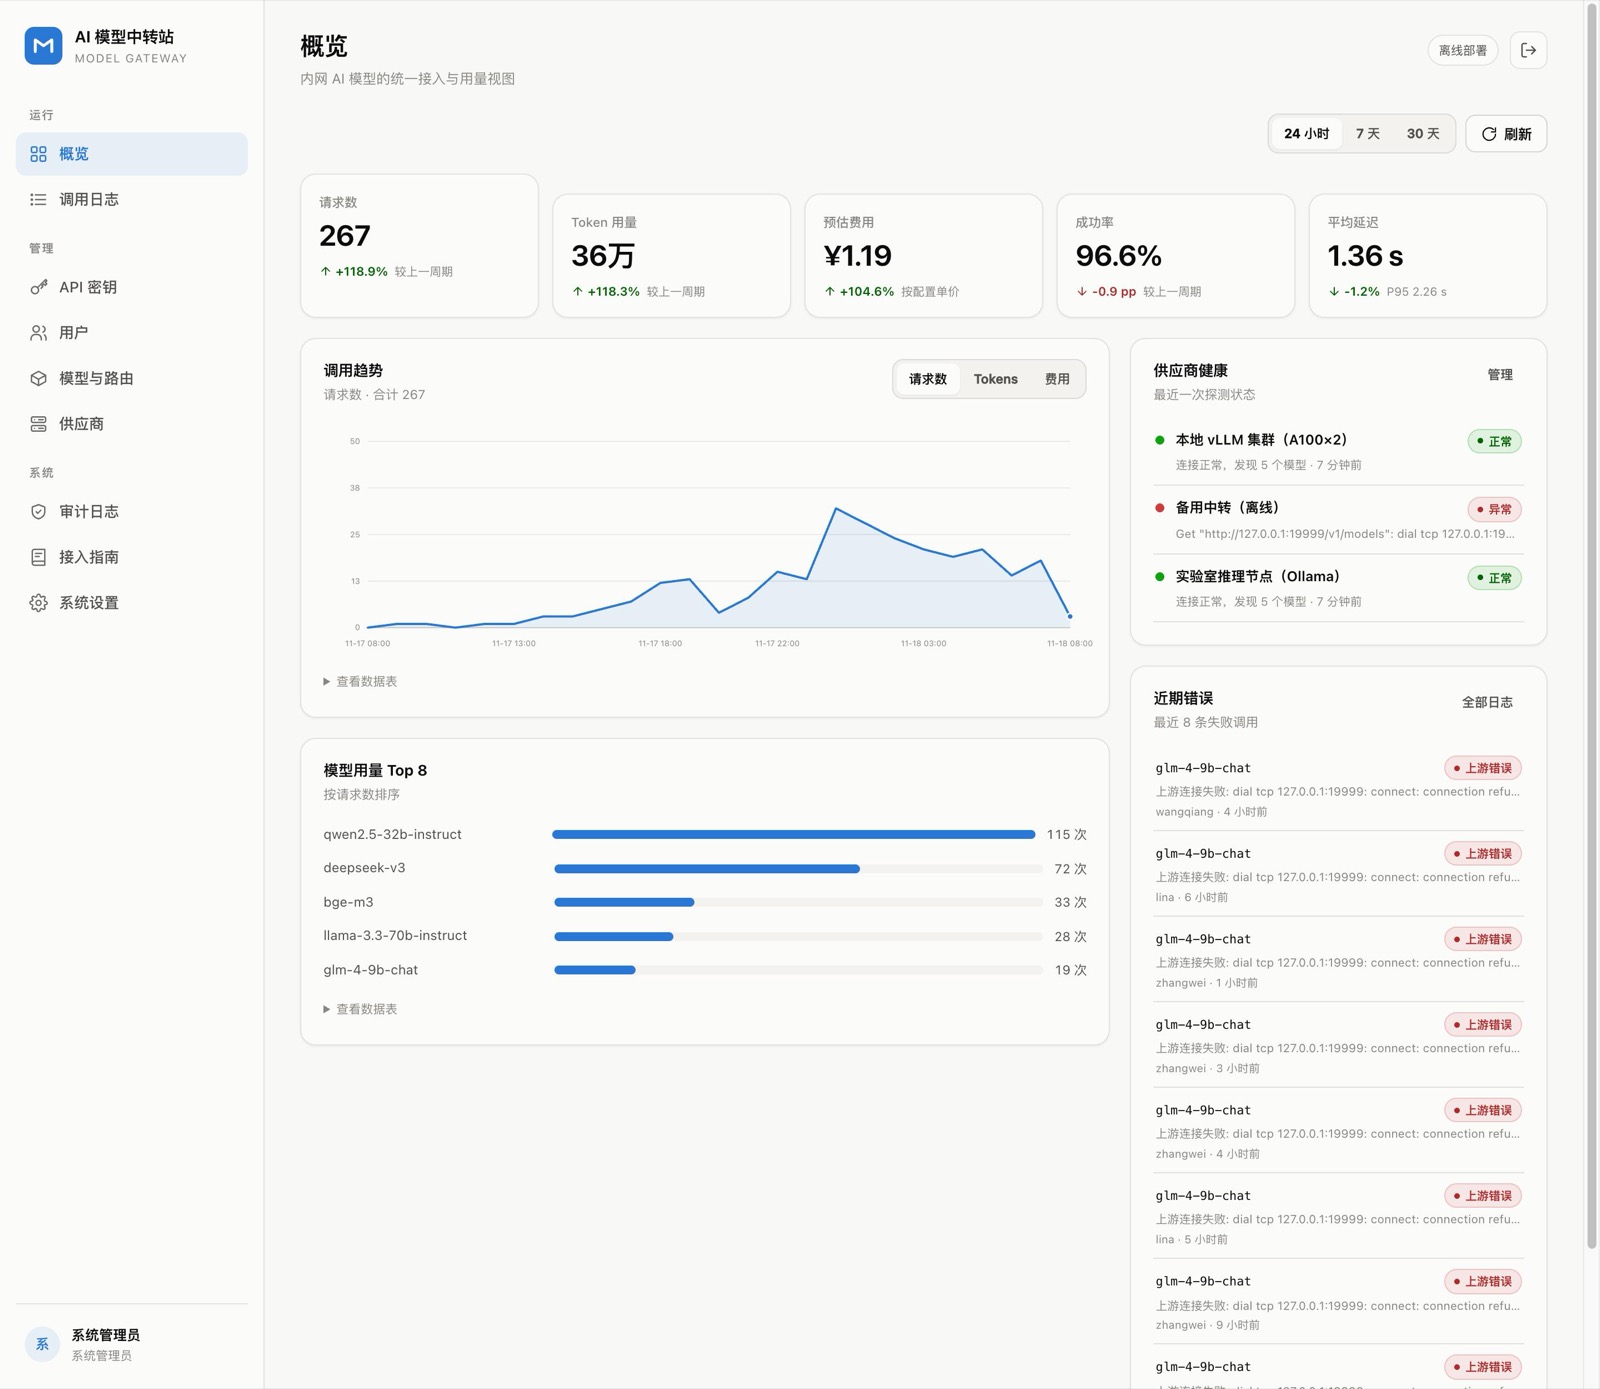 AI 模型中转站
MODEL GATEWAY
运行
概览
调用日志
管理
API 密钥
用户
模型与路由
供应商
系统
审计日志
接入指南
系统设置
系
系统管理员
系统管理员
概览
内网 AI 模型的统一接入与用量视图
离线部署
24 小时
7 天
30 天
刷新
请求数
267
↑ +118.9% 较上一周期
Token 用量
36万
↑ +118.3% 较上一周期
预估费用
¥1.19
↑ +104.6% 按配置单价
成功率
96.6%
↓ -0.9 pp 较上一周期
平均延迟
1.36 s
↓ -1.2% P95 2.26 s
调用趋势
请求数 · 合计 267
请求数
Tokens
费用
50
38
25
13
0
11-17 08:00
11-17 13:00
11-17 18:00
11-17 22:00
11-18 03:00
11-18 08:00
查看数据表
模型用量 Top 8
按请求数排序
qwen2.5-32b-instruct 115 次
deepseek-v3 72 次
bge-m3 33 次
llama-3.3-70b-instruct 28 次
glm-4-9b-chat 19 次
查看数据表
供应商健康
管理
最近一次探测状态
本地 vLLM 集群（A100×2）
正常
连接正常，发现 5 个模型 · 7 分钟前
备用中转（离线）
异常
Get "http://127.0.0.1:19999/v1/models": dial tcp 127.0.0.1:19...
实验室推理节点（Ollama）
正常
连接正常，发现 5 个模型 · 7 分钟前
近期错误
全部日志
最近 8 条失败调用
glm-4-9b-chat
上游错误
上游连接失败: dial tcp 127.0.0.1:19999: connect: connection refu...
wangqiang · 4 小时前
glm-4-9b-chat
上游错误
上游连接失败: dial tcp 127.0.0.1:19999: connect: connection refu...
lina · 6 小时前
glm-4-9b-chat
上游错误
上游连接失败: dial tcp 127.0.0.1:19999: connect: connection refu...
zhangwei · 1 小时前
glm-4-9b-chat
上游错误
上游连接失败: dial tcp 127.0.0.1:19999: connect: connection refu...
zhangwei · 3 小时前
glm-4-9b-chat
上游错误
上游连接失败: dial tcp 127.0.0.1:19999: connect: connection refu...
zhangwei · 4 小时前
glm-4-9b-chat
上游错误
上游连接失败: dial tcp 127.0.0.1:19999: connect: connection refu...
lina · 5 小时前
glm-4-9b-chat
上游错误
上游连接失败: dial tcp 127.0.0.1:19999: connect: connection refu...
zhangwei · 9 小时前
glm-4-9b-chat
上游错误